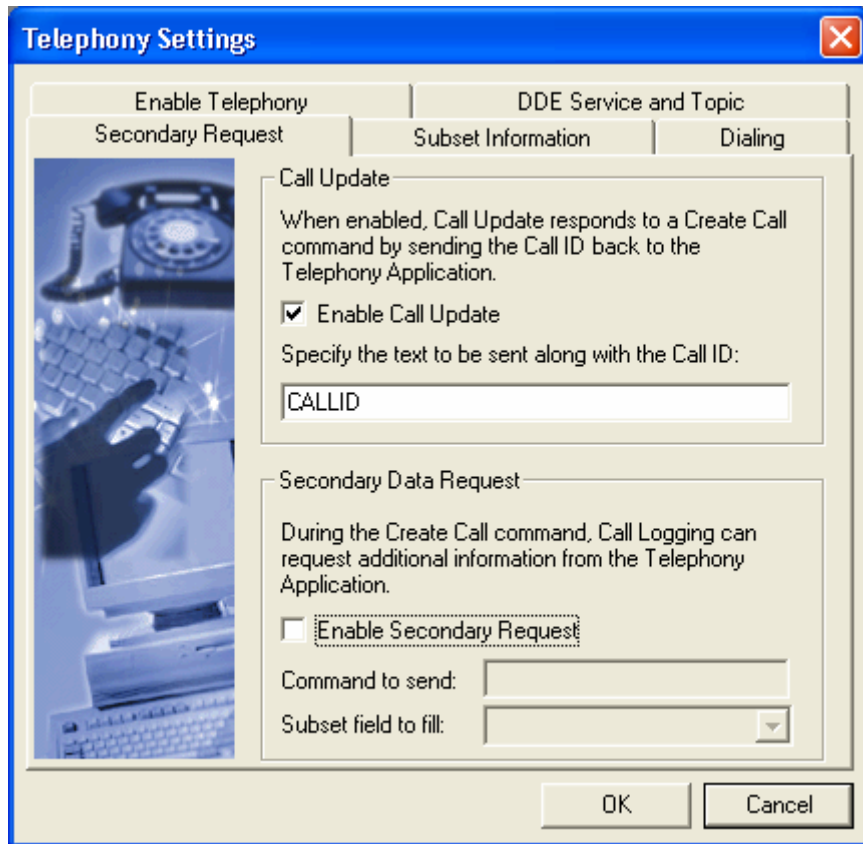 Telephony Settings
Enable Telephony
DDE Service and Topic
Secondary Request
Subset Information
Dialing
Call Update
When enabled, Call Update responds to a Create Call
command by sending the Call ID back to the
Telephony Application.
Enable Call Update
Specify the text to be sent along with the Call ID:
CALLID
Secondary Data Request
During the Create Call command, Call Logging can
request additional information from the Telephony
Application.
Enable Secondary Request
Command to send:
Subset field to fill:
OK
Cancel